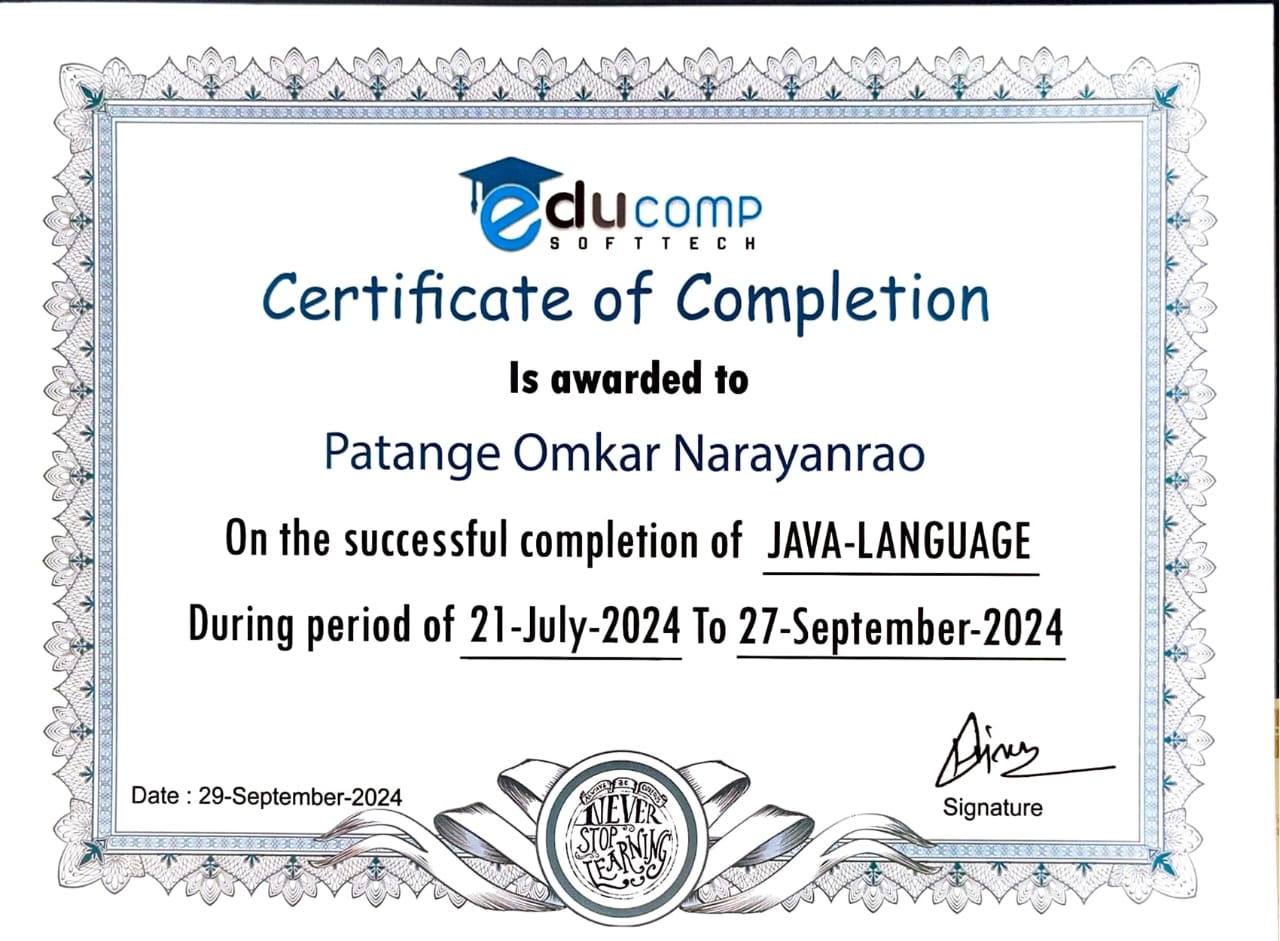 educomp
SOFTTECH
Certificate of Completion
Is awarded to
Patange Omkar Narayanrao
On the successful completion of JAVA-LANGUAGE
During period of 21-July-2024 To 27-September-2024
Date : 29-September-2024
Signature
NEVER
STOP
LEARNING